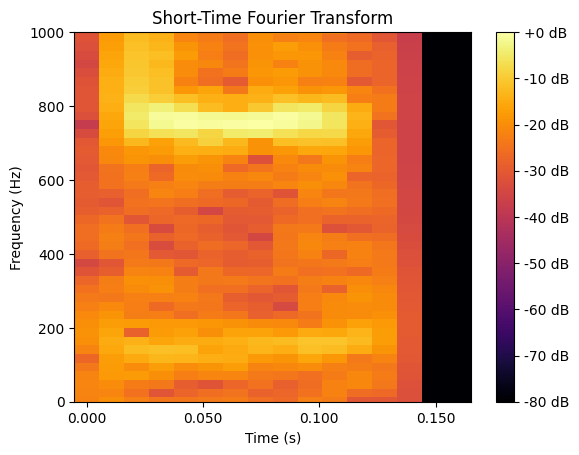 Short-Time Fourier Transform
Frequency (Hz)
1000
800
600
400
200
0
0.000
0.050
0.100
0.150
Time (s)
+0 dB
-10 dB
-20 dB
-30 dB
-40 dB
-50 dB
-60 dB
-70 dB
-80 dB